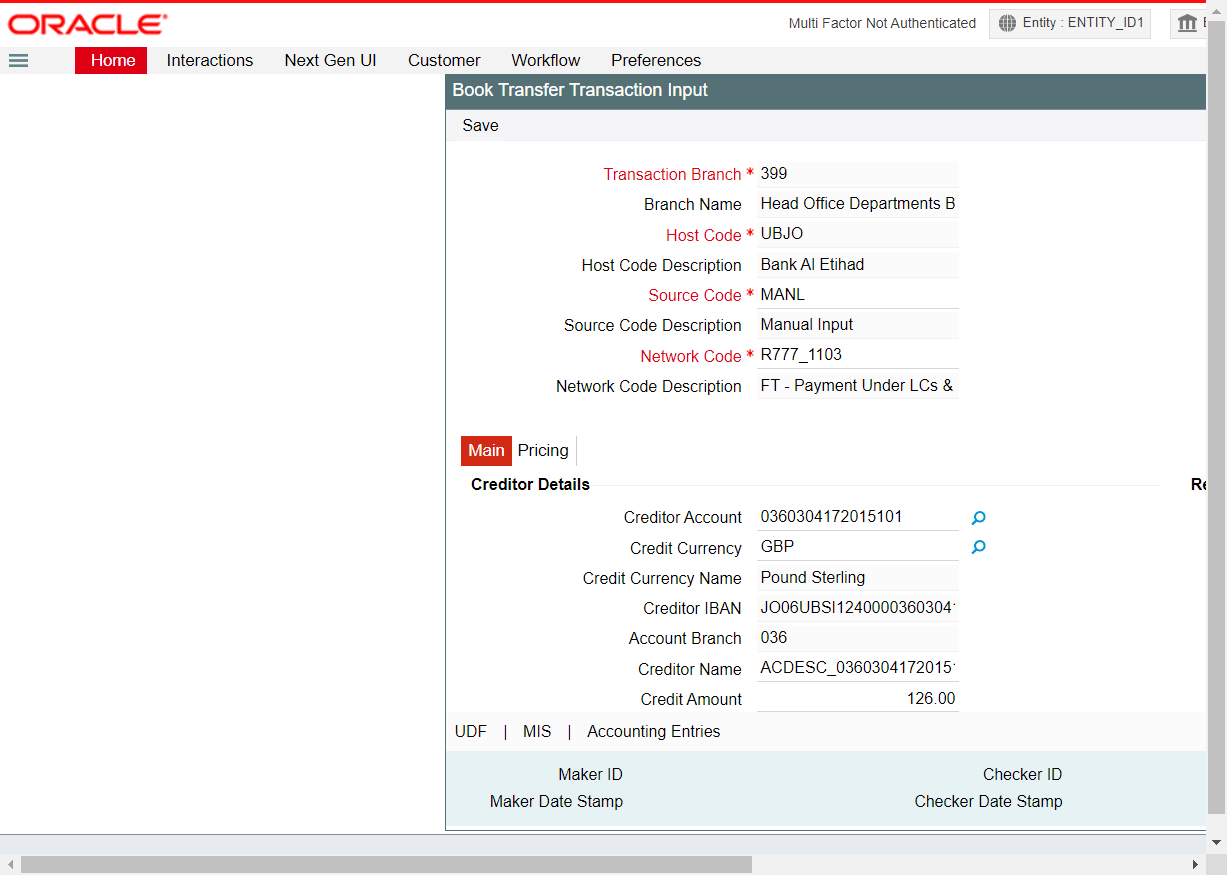 ORACLE
Multi Factor Not Authenticated
Entity : ENTITY_ID1
Home Interactions Next Gen UI Customer Workflow Preferences
Book Transfer Transaction Input
Save
Transaction Branch * 399
Branch Name Head Office Departments B
Host Code * UBJO
Host Code Description Bank Al Etihad
Source Code * MANL
Source Code Description Manual Input
Network Code * R777_1103
Network Code Description FT - Payment Under LCs &
Main Pricing
Creditor Details
Creditor Account 0360304172015101
Credit Currency GBP
Credit Currency Name Pound Sterling
Creditor IBAN JO06UBSI1240000360304
Account Branch 036
Creditor Name ACDESC_0360304172015
Credit Amount 126.00
UDF | MIS | Accounting Entries
Maker ID Checker ID
Maker Date Stamp Checker Date Stamp